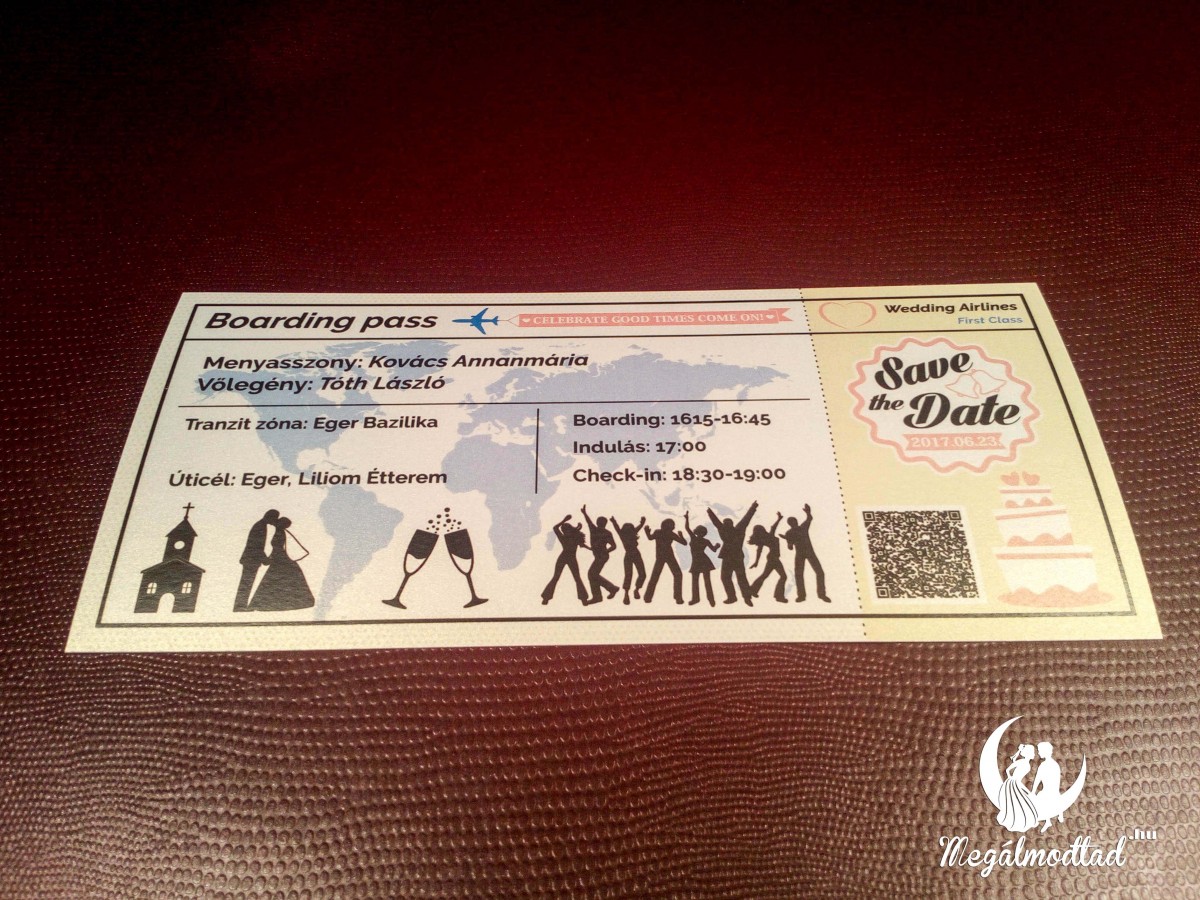 Boarding pass
CELEBRATE GOOD TIMES COME ON!
Menyasszony: Kovács Annanmária
Vőlegény: Tóth László
Tranzit zóna: Eger Bazilika
Úticél: Eger, Liliom Étterem
Boarding: 1615-16:45
Indulás: 17:00
Check-in: 18:30-19:00
Wedding Airlines
First Class
Save
the Date
2017.06.23.
Megálmodtad.hu